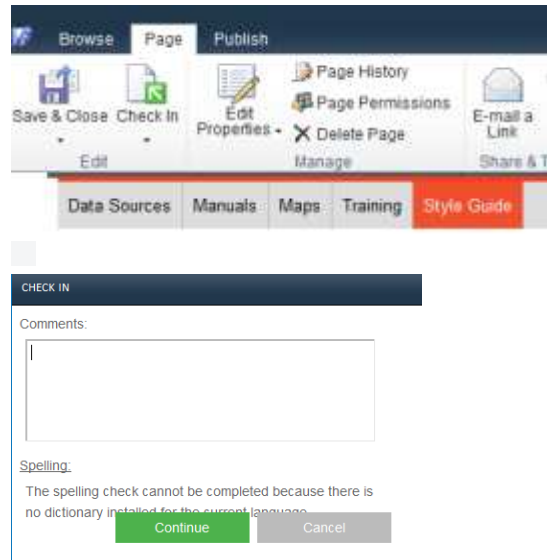 Browse Page Publish
Page History
Save & Close Check In Edit Properties Page Permissions E-mail a Link
Delete Page
Edit Manage Share & T
Data Sources Manuals Maps Training Style Guide
CHECK IN
Comments:
Spelling:
The spelling check cannot be completed because there is
no dictionary installed for the current language.
Continue Cancel